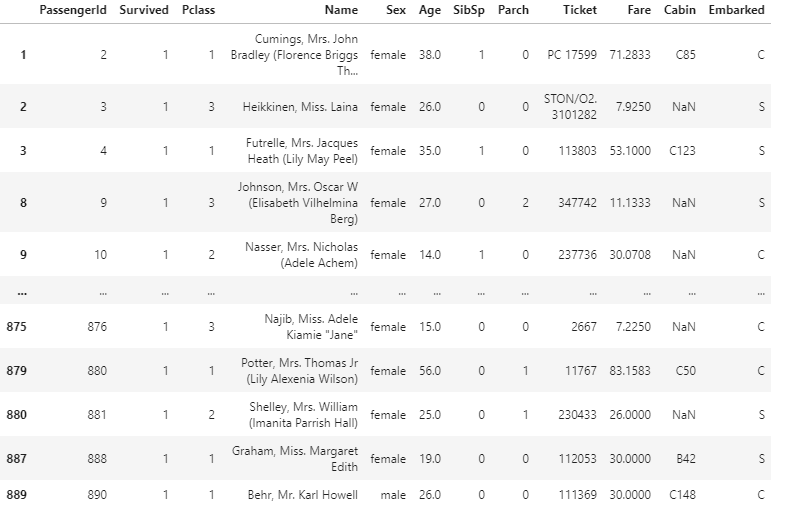 PassengerId Survived Pclass Name Sex Age SibSp Parch Ticket Fare Cabin Embarked
1 2 1 1 Cumings, Mrs. John Bradley (Florence Briggs Th... female 38.0 1 0 PC 17599 71.2833 C85 C
2 3 1 3 Heikkinen, Miss. Laina female 26.0 0 0 STON/O2. 3101282 7.9250 NaN S
3 4 1 1 Futrelle, Mrs. Jacques Heath (Lily May Peel) female 35.0 1 0 113803 53.1000 C123 S
8 9 1 3 Johnson, Mrs. Oscar W (Elisabeth Vilhelmina Berg) female 27.0 0 2 347742 11.1333 NaN S
9 10 1 2 Nasser, Mrs. Nicholas (Adele Achem) female 14.0 1 0 237736 30.0708 NaN C
... ... ... ... ... ... ... ... ... ... ... ... ...
875 876 1 3 Najib, Miss. Adele Kiamie "Jane" female 15.0 0 0 2667 7.2250 NaN C
879 880 1 1 Potter, Mrs. Thomas Jr (Lily Alexenia Wilson) female 56.0 0 1 11767 83.1583 C50 C
880 881 1 2 Shelley, Mrs. William (Imanita Parrish Hall) female 25.0 0 1 230433 26.0000 NaN S
887 888 1 1 Graham, Miss. Margaret Edith female 19.0 0 0 112053 30.0000 B42 S
889 890 1 1 Behr, Mr. Karl Howell male 26.0 0 0 111369 30.0000 C148 C